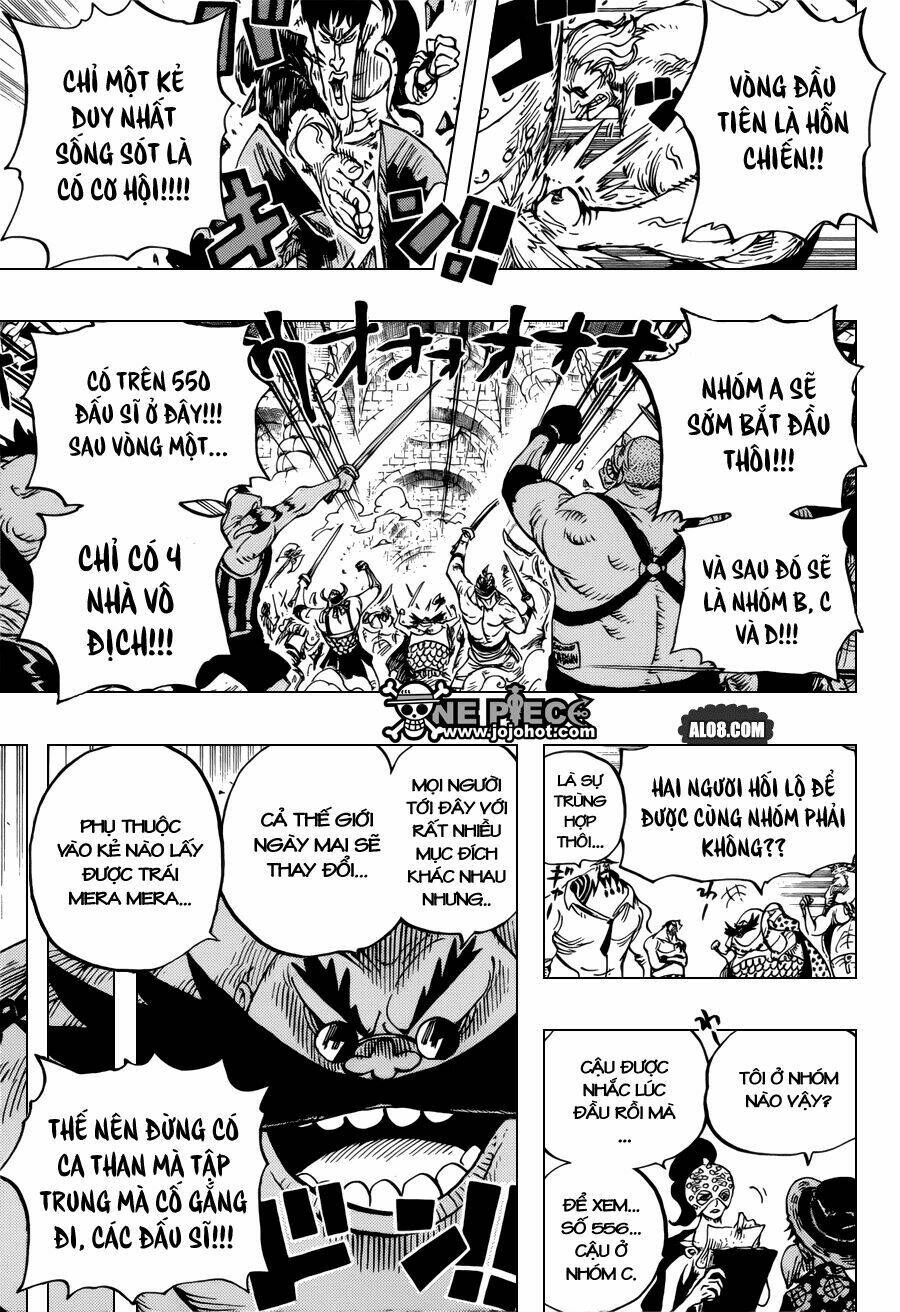 VÒNG ĐẦU
TIÊN LÀ HỖN
CHIẾN!!
CHỈ MỘT KẺ
DUY NHẤT
SỐNG SÓT LÀ
CÓ CƠ HỘI!!!!
NHÓM A SẼ
SỚM BẮT ĐẦU
THÔI!!!
VÀ SAU ĐÓ SẼ
LÀ NHÓM B, C
VÀ D!!!
CÓ TRÊN 550
ĐẤU SĨ Ở ĐÂY!!!
SAU VÒNG MỘT...
CHỈ CÓ 4
NHÀ VÔ
ĐỊCH!!!
ONE PIECE
www.jojohot.com
ALO8.COM
HAI NGƯỜI HỐI LỘ ĐỂ
ĐƯỢC CÙNG NHÓM PHẢI
KHÔNG??
LÀ SỰ
TRÙNG
HỢP
THÔI...
TÔI Ở NHÓM
NÀO VẬY?
CẬU ĐƯỢC
NHẮC LÚC
ĐẦU RỒI MÀ
...
ĐỂ XEM...
SỐ 556...
CẬU Ở
NHÓM C.
MỌI NGƯỜI
TỚI ĐÂY VỚI
RẤT NHIỀU
MỤC ĐÍCH
KHÁC NHAU
NHƯNG..
CẢ THẾ GIỚI
NGÀY MAI SẼ
THAY ĐỔI...
PHỤ THUỘC
VÀO KẺ NÀO LẤY
ĐƯỢC TRÁI
MERA MERA...
THẾ NÊN ĐỪNG CÓ
CA THAN MÀ TẬP
TRUNG MÀ CỐ GẮNG
ĐI, CÁC ĐẤU SĨ!!!